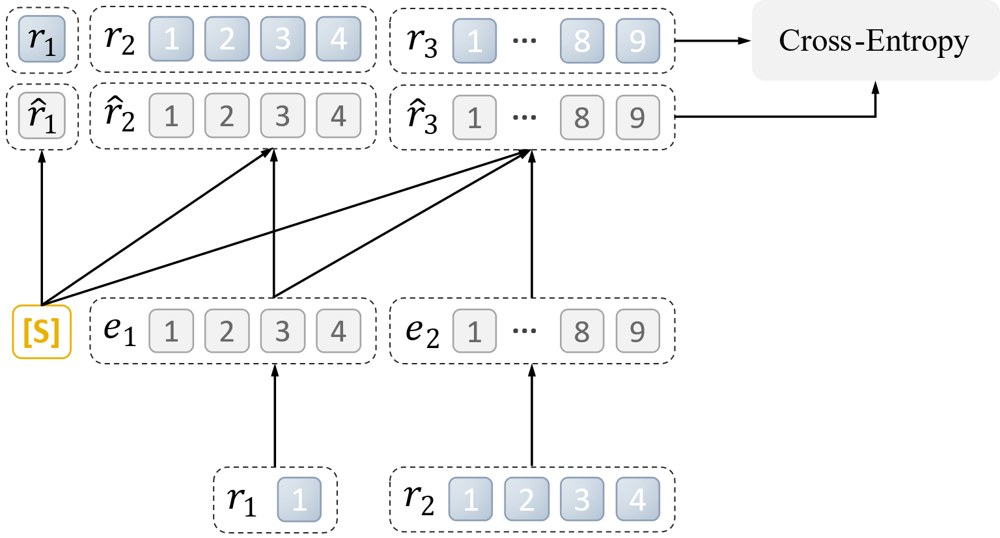 r₁ r₂ 1 2 3 4 r₃ 1 ... 8 9 Cross-Entropy
r̂₁ r̂₂ 1 2 3 4 r̂₃ 1 ... 8 9
[S] e₁ 1 2 3 4 e₂ 1 ... 8 9
r₁ 1 r₂ 1 2 3 4